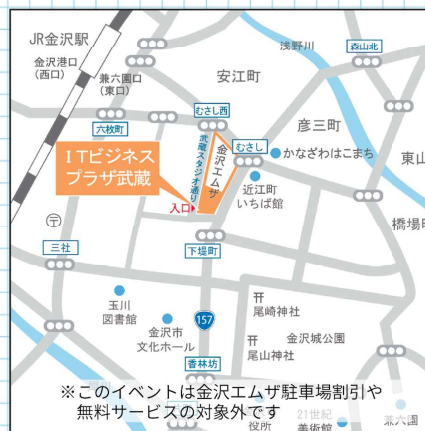 JR金沢駅
金沢港口
(西口)
兼六園口
(東口)
安江町
浅野川
森山北
むさし西
六枚町
武蔵スタジオ通り
金沢エムザ
むさし
彦三町
かなざわはこまち
東山
ITビジネス
プラザ武蔵
近江町
いちば館
入口
橋場町
三社
下堤町
玉川
図書館
金沢市
文化ホール
157
尾崎神社
尾山神社
金沢城公園
香林坊
※このイベントは金沢エムザ駐車場割引や
無料サービスの対象外です
役所
21世紀
美術館
兼六園